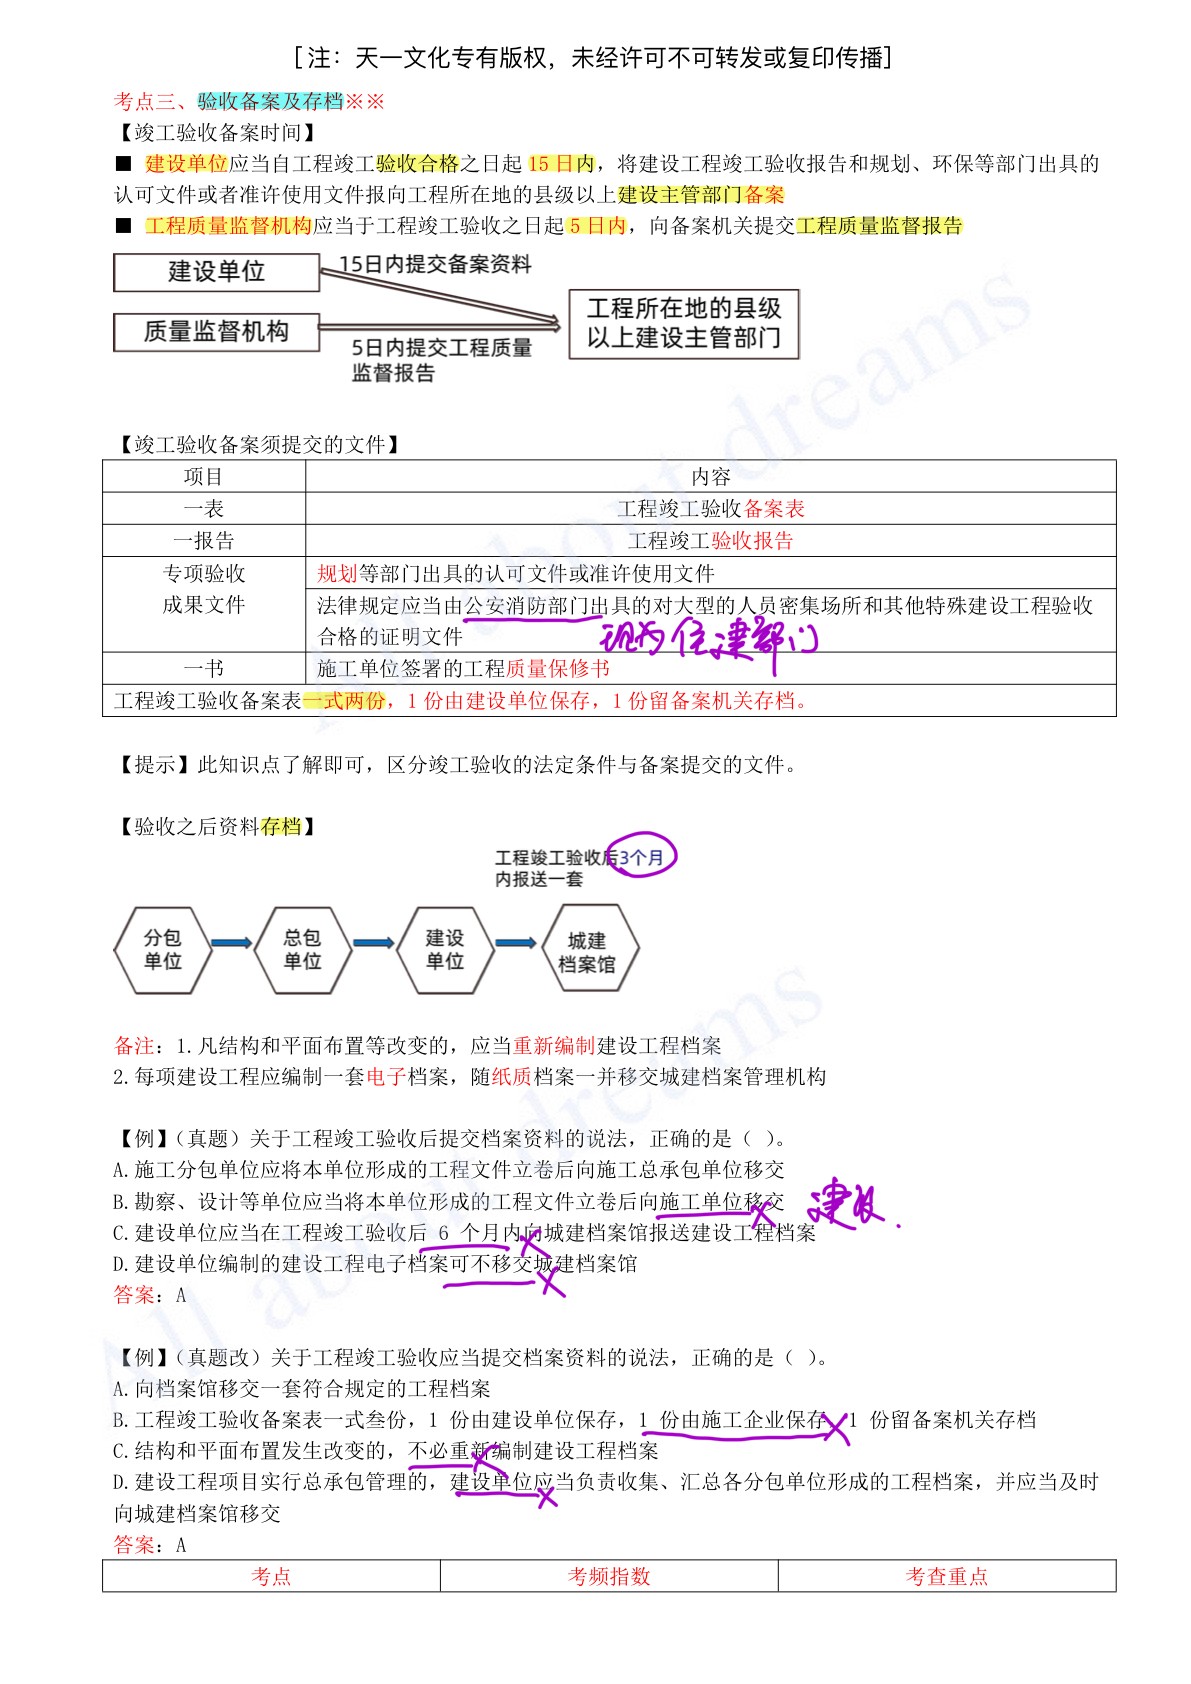 [注：天一文化专有版权，未经许可不可转发或复印传播]
考点三、验收备案及存档※※
【竣工验收备案时间】
■ 建设单位应当自工程竣工验收合格之日起 15 日内，将建设工程竣工验收报告和规划、环保等部门出具的
认可文件或者准许使用文件报向工程所在地的县级以上建设主管部门备案
■ 工程质量监督机构应当于工程竣工验收之日起 5 日内，向备案机关提交工程质量监督报告
建设单位
15日内提交备案资料
质量监督机构
5日内提交工程质量
监督报告
工程所在地的县级
以上建设主管部门
【竣工验收备案须提交的文件】
项目 内容
一表 工程竣工验收备案表
一报告 工程竣工验收报告
专项验收
成果文件
规划等部门出具的认可文件或准许使用文件
法律规定应当由公安消防部门出具的对大型的人员密集场所和其他特殊建设工程验收
合格的证明文件
现为住建部门
一书 施工单位签署的工程质量保修书
工程竣工验收备案表一式两份，1 份由建设单位保存，1 份留备案机关存档。
【提示】此知识点了解即可，区分竣工验收的法定条件与备案提交的文件。
【验收之后资料存档】
工程竣工验收后3个月
内报送一套
分包
单位
总包
单位
建设
单位
城建
档案馆
备注：1.凡结构和平面布置等改变的，应当重新编制建设工程档案
2.每项建设工程应编制一套电子档案，随纸质档案一并移交城建档案管理机构
【例】（真题）关于工程竣工验收后提交档案资料的说法，正确的是（ ）。
A.施工分包单位应将本单位形成的工程文件立卷后向施工总承包单位移交
B.勘察、设计等单位应当将本单位形成的工程文件立卷后向施工单位移交
建设.
C.建设单位应当在工程竣工验收后 6 个月内向城建档案馆报送建设工程档案
D.建设单位编制的建设工程电子档案可不移交城建档案馆
答案：A
【例】（真题改）关于工程竣工验收应当提交档案资料的说法，正确的是（ ）。
A.向档案馆移交一套符合规定的工程档案
B.工程竣工验收备案表一式叁份，1 份由建设单位保存，1 份由施工企业保存，1 份留备案机关存档
C.结构和平面布置发生改变的，不必重新编制建设工程档案
D.建设工程项目实行总承包管理的，建设单位应当负责收集、汇总各分包单位形成的工程档案，并应当及时
向城建档案馆移交
答案：A
考点 考频指数 考查重点
All about dreams
All about dreams